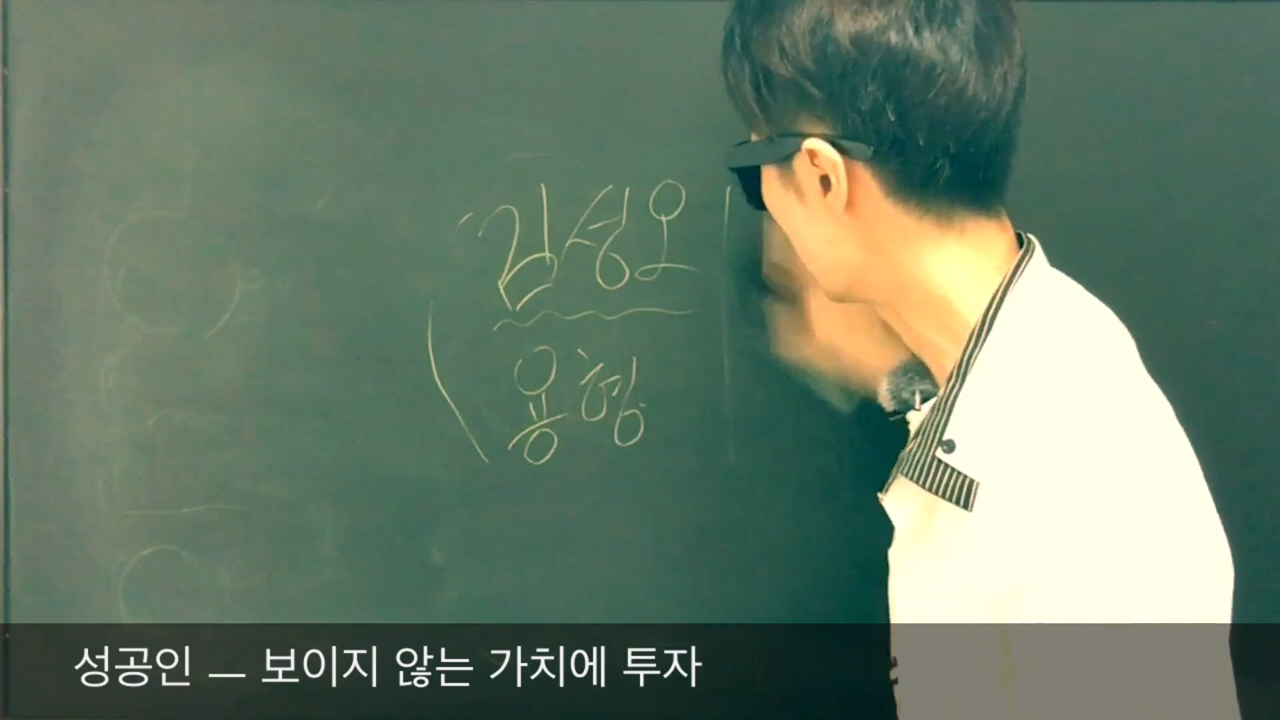 김성오
용형
성공인 — 보이지 않는 가치에 투자